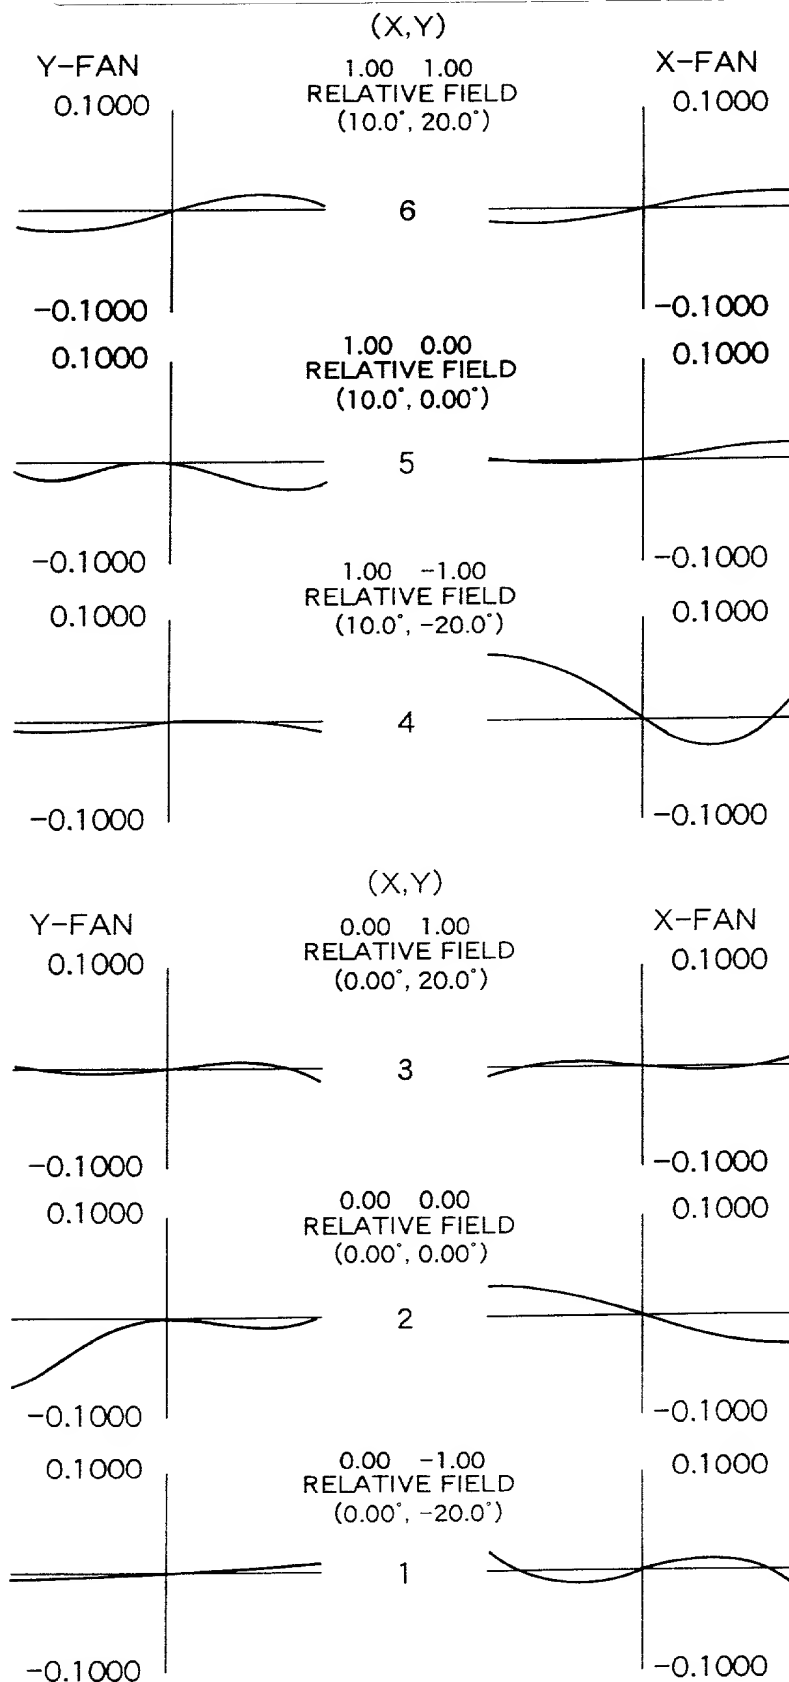 (X,Y)
Y-FAN 1.00 1.00 X-FAN
0.1000 RELATIVE FIELD 0.1000
(10.0°, 20.0°)
6
-0.1000 -0.1000
1.00 0.00
0.1000 RELATIVE FIELD 0.1000
(10.0°, 0.00°)
5
-0.1000 -0.1000
1.00 -1.00
0.1000 RELATIVE FIELD 0.1000
(10.0°, -20.0°)
4
-0.1000 -0.1000
(X,Y)
Y-FAN 0.00 1.00 X-FAN
0.1000 RELATIVE FIELD 0.1000
(0.00°, 20.0°)
3
-0.1000 -0.1000
0.00 0.00
0.1000 RELATIVE FIELD 0.1000
(0.00°, 0.00°)
2
-0.1000 -0.1000
0.00 -1.00
0.1000 RELATIVE FIELD 0.1000
(0.00°, -20.0°)
1
-0.1000 -0.1000